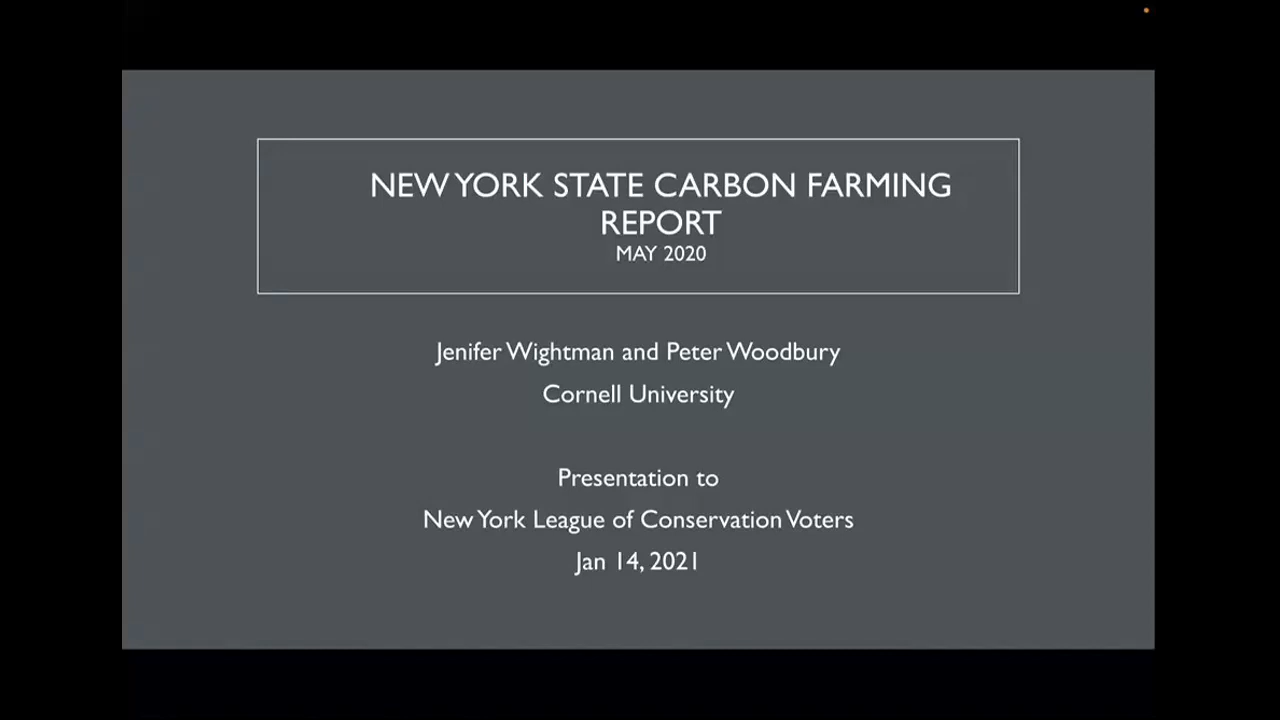 NEW YORK STATE CARBON FARMING
REPORT
MAY 2020
Jenifer Wightman and Peter Woodbury
Cornell University
Presentation to
New York League of Conservation Voters
Jan 14, 2021